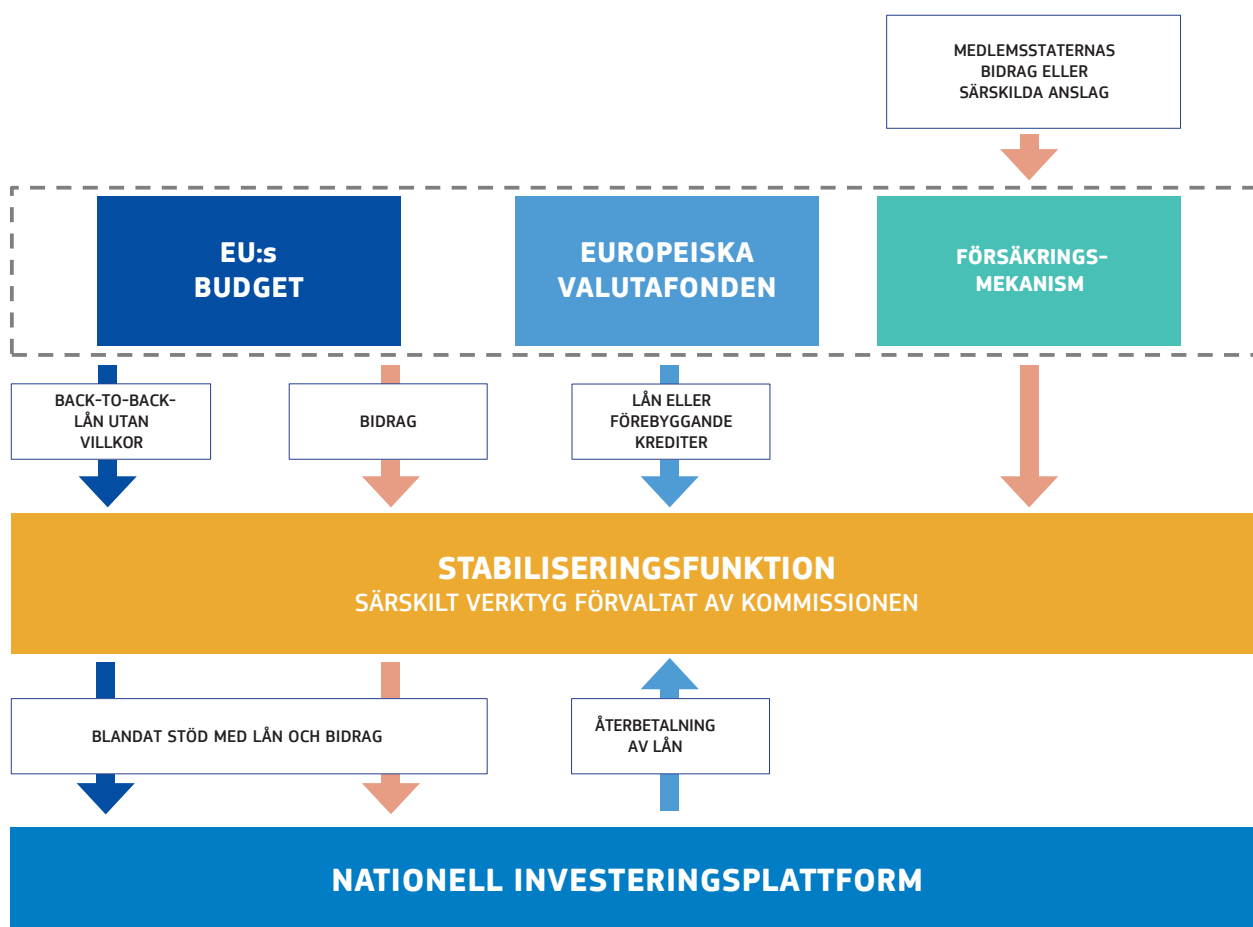 MEDLEMSSTATERNAS
BIDRAG ELLER
SÄRSKILDA ANSLAG
EU:s
BUDGET
EUROPEISKA
VALUTAFONDEN
FÖRSÄKRINGS-
MEKANISM
BACK-TO-BACK-
LÅN UTAN
VILLKOR
BIDRAG
LÅN ELLER
FÖREBYGGANDE
KREDITER
STABILISERINGSFUNKTION
SÄRSKILT VERKTYG FÖRVALTAT AV KOMMISSIONEN
BLANDAT STÖD MED LÅN OCH BIDRAG
ÅTERBETALNING
AV LÅN
NATIONELL INVESTERINGSPLATTFORM